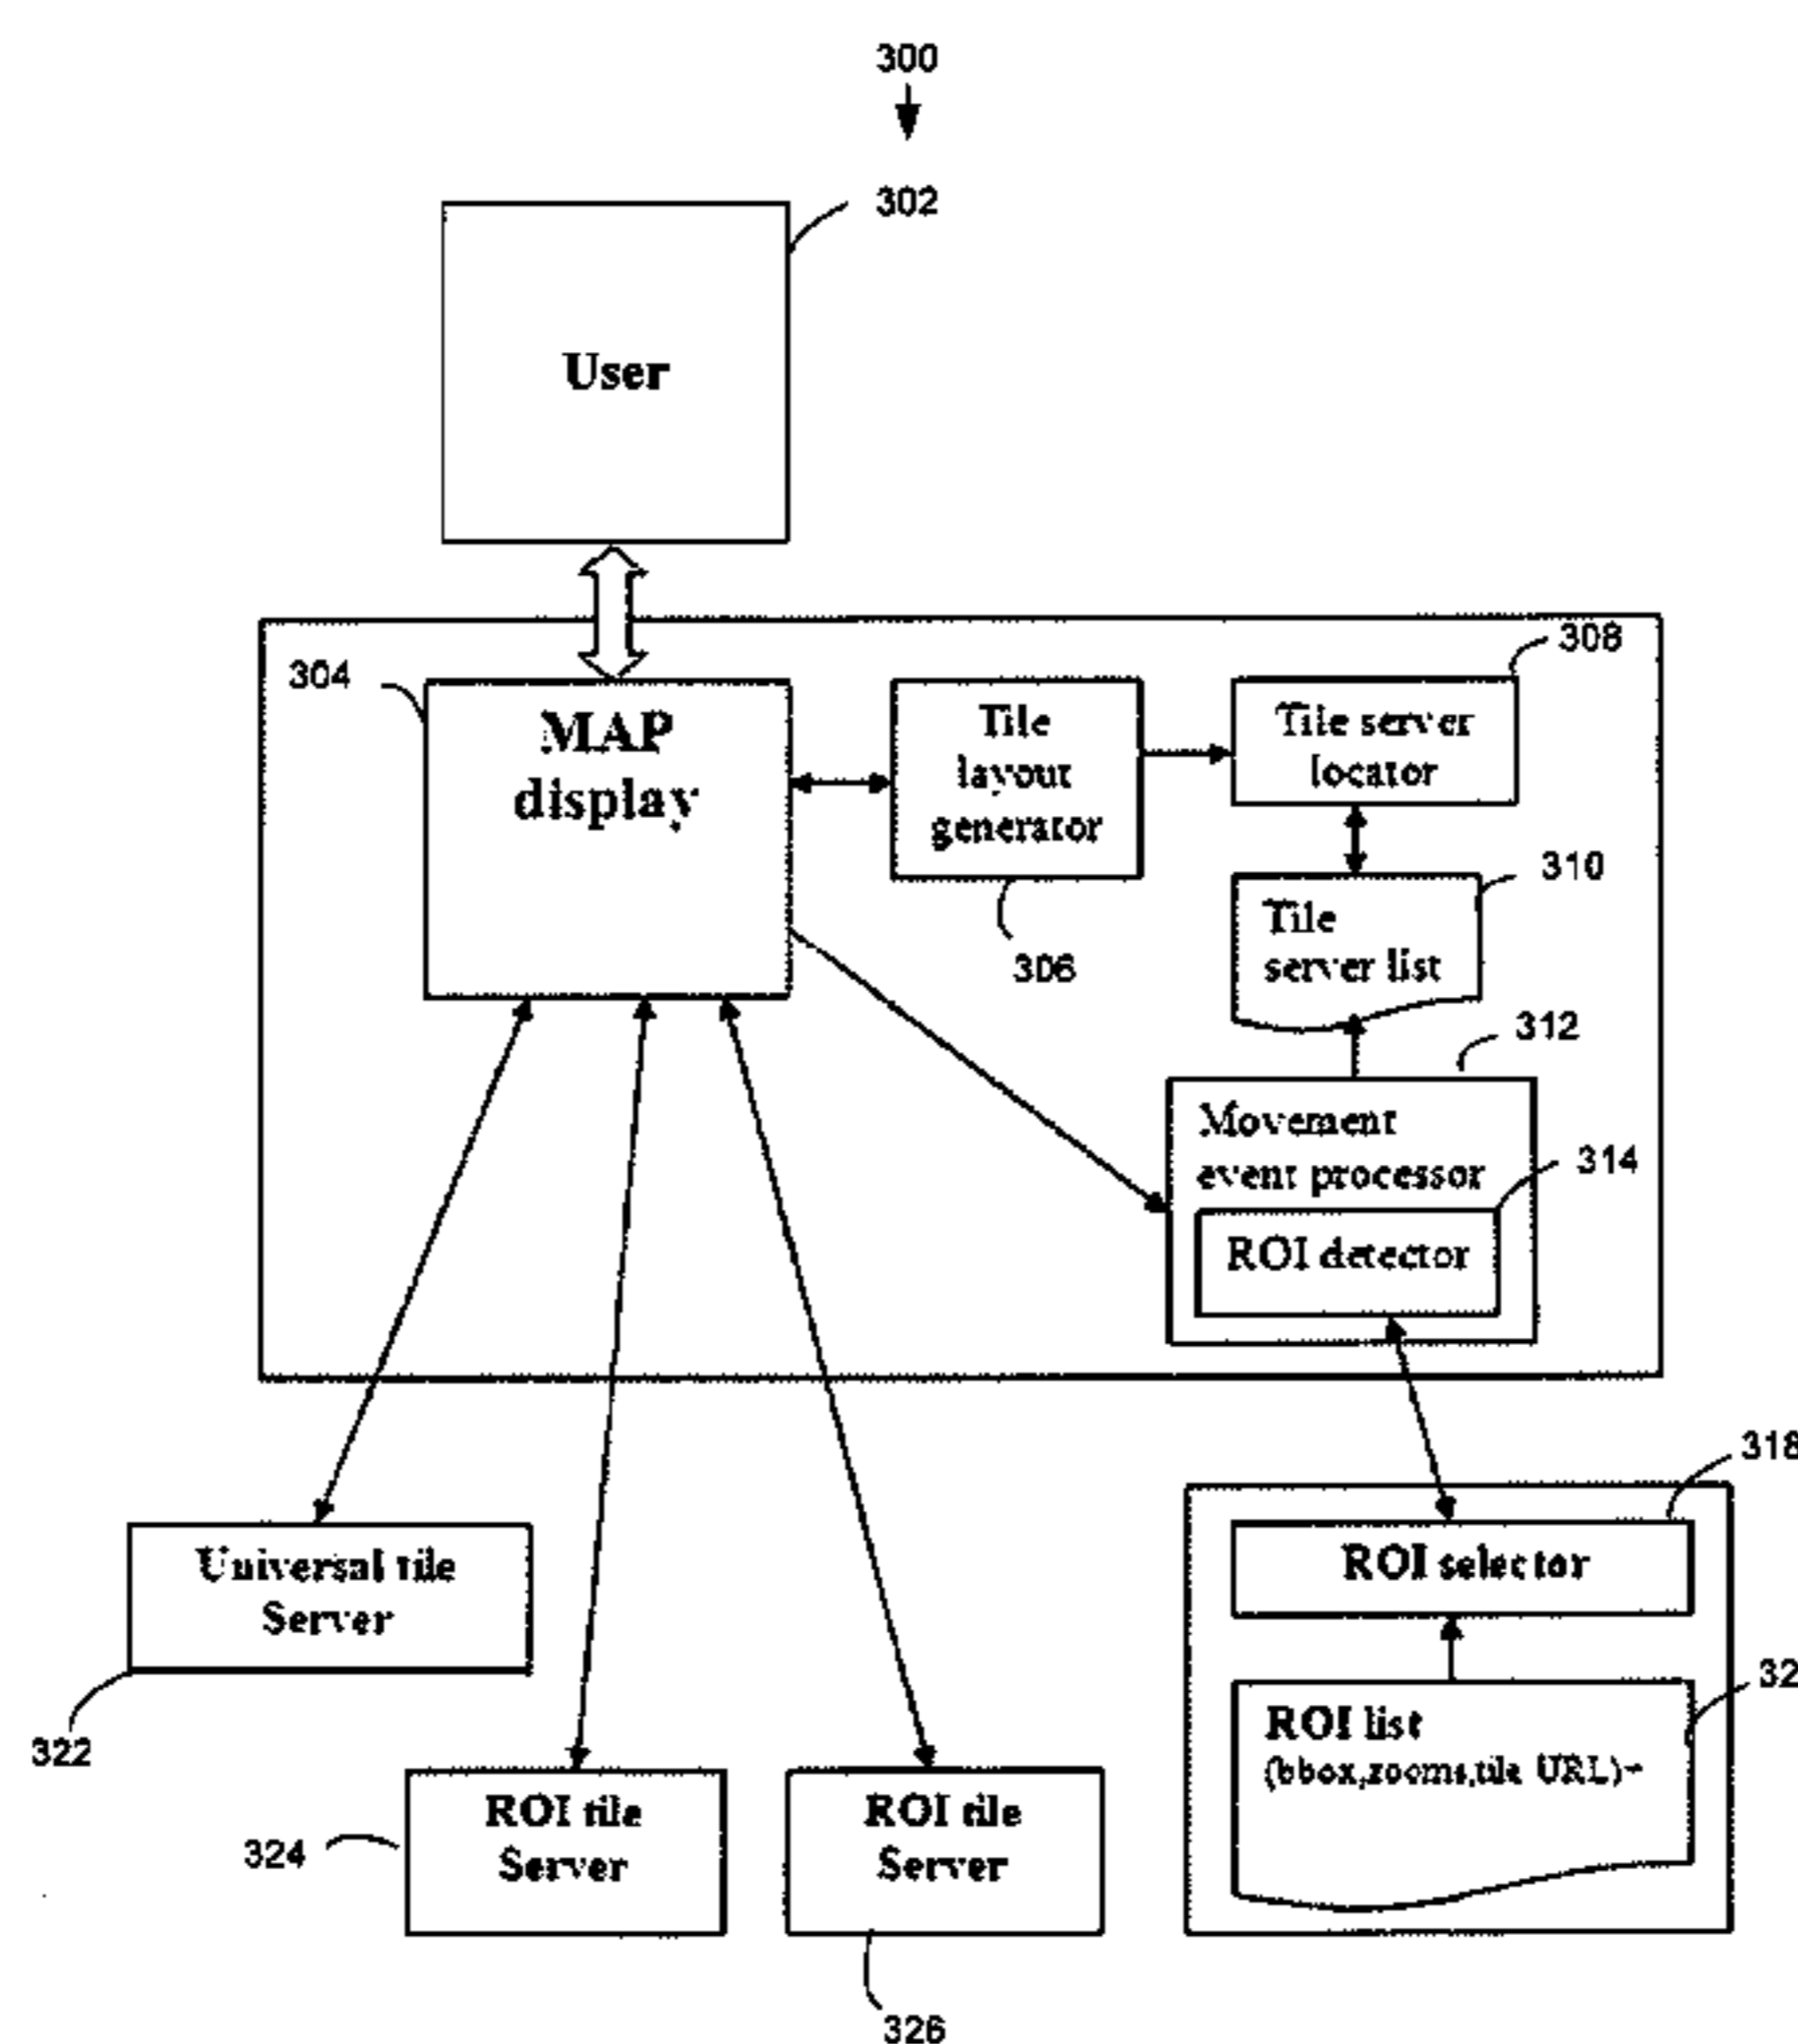 300
302
User
304
MAP
display
Tile
layout
generator
306
308
Tile server
locator
310
Tile
server list
312
Movement
event processor
314
ROI detector
318
ROI selector
32
ROI list
(bbox,zooms,tile URL)
Universal tile
Server
322
324
ROI tile
Server
ROI tile
Server
326